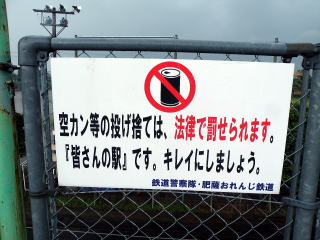 空カン等の投げ捨ては、法律で罰せられます。
『皆さんの駅』です。キレイにしましょう。
鉄道警察隊・肥薩おれんじ鉄道